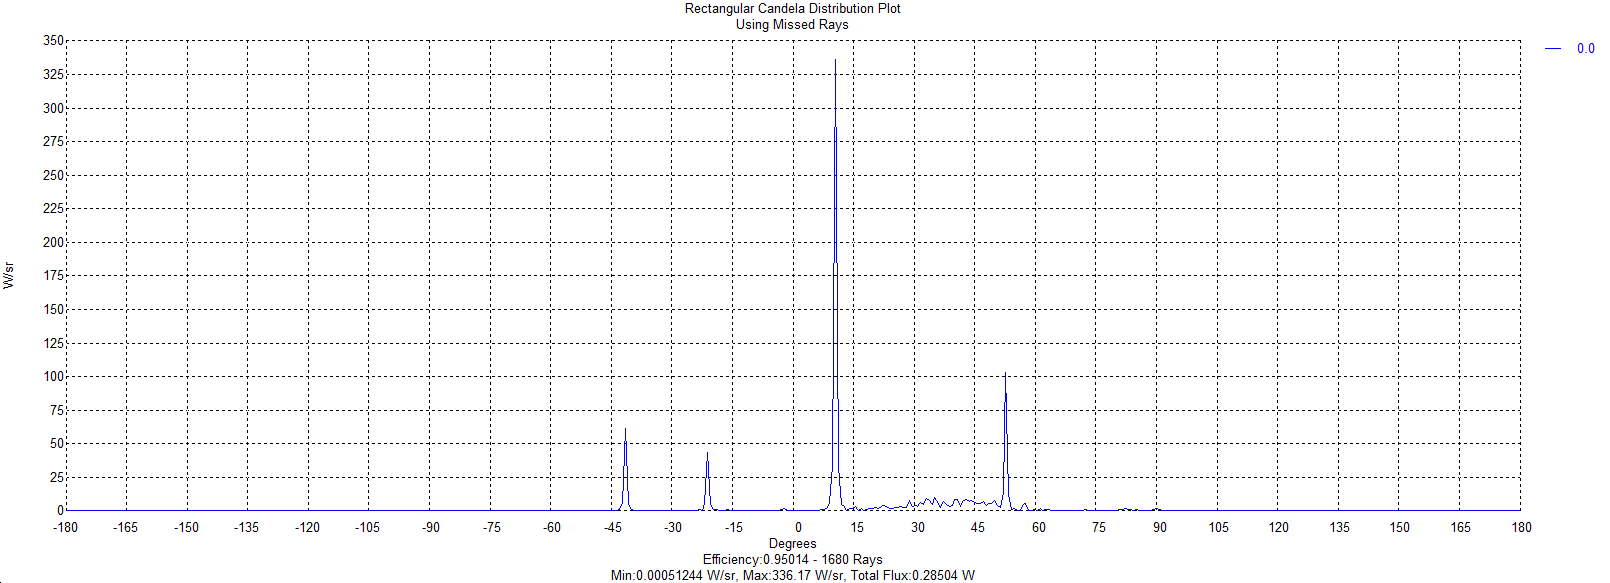 Rectangular Candela Distribution Plot
Using Missed Rays
350
325
300
275
250
225
200
175
150
125
100
75
50
25
0
W/sr
0.0
-180 -165 -150 -135 -120 -105 -90 -75 -60 -45 -30 -15 0 15 30 45 60 75 90 105 120 135 150 165 180
Degrees
Efficiency:0.95014 - 1680 Rays
Min:0.00051244 W/sr, Max:336.17 W/sr, Total Flux:0.28504 W